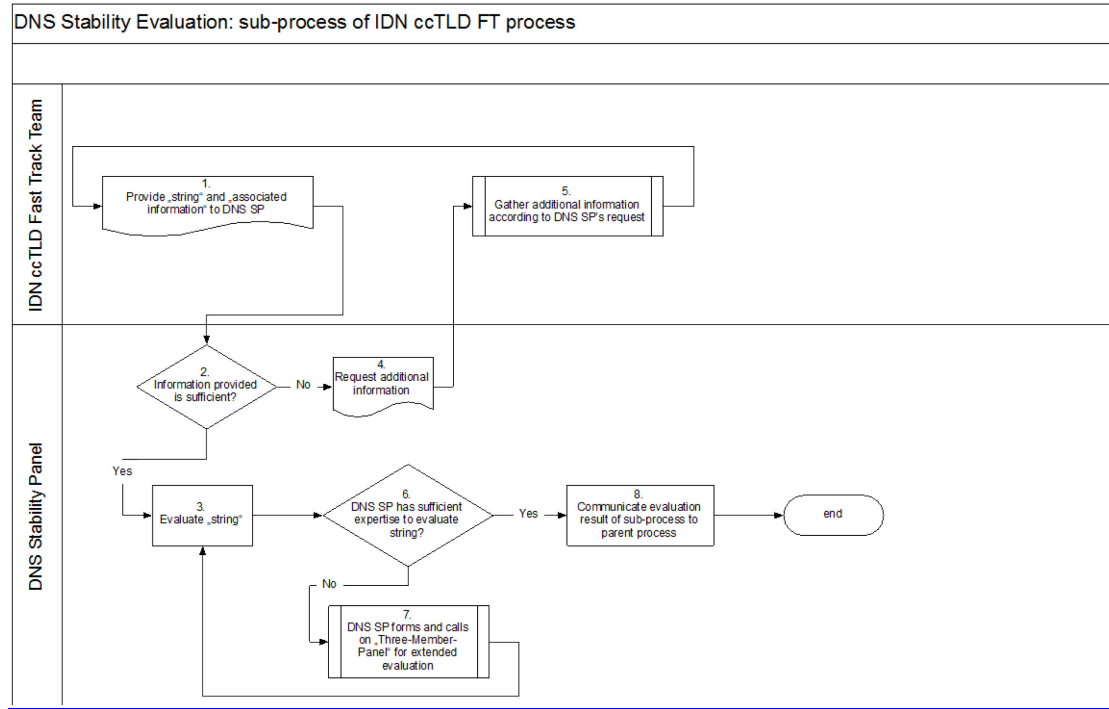 DNS Stability Evaluation: sub-process of IDN ccTLD FT process
IDN ccTLD Fast Track Team
1.
Provide „string“ and „associated
information“ to DNS SP
5.
Gather additional information
according to DNS SP's request
DNS Stability Panel
2.
Information provided
is sufficient?
No
4.
Request additional
information
Yes
3.
Evaluate „string“
6.
DNS SP has sufficient
expertise to evaluate
string?
Yes
8.
Communicate evaluation
result of sub-process to
parent process
end
No
7.
DNS SP forms and calls
on „Three-Member-
Panel“ for extended
evaluation